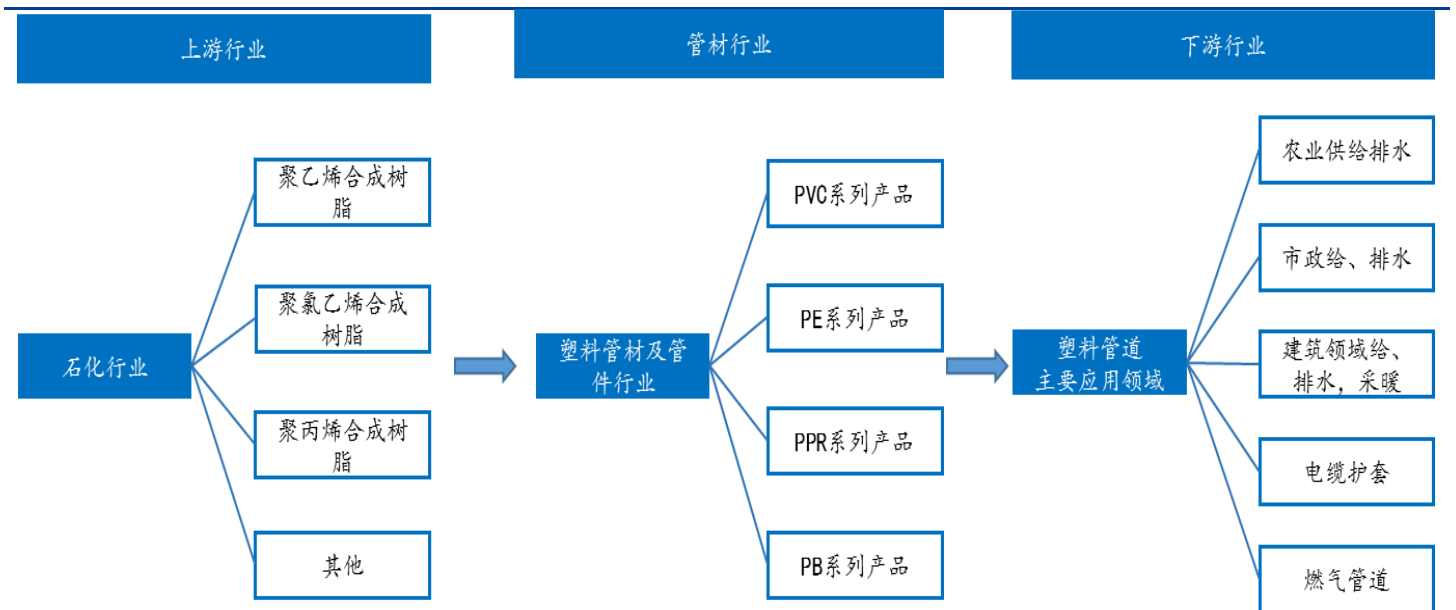 上游行业
管材行业
下游行业
石化行业
聚乙烯合成树
脂
聚氯乙烯合成
树脂
聚丙烯合成树
脂
其他
塑料管材及管
件行业
PVC系列产品
PE系列产品
PPR系列产品
PB系列产品
塑料管道
主要应用领域
农业供给排水
市政给、排水
建筑领域给、
排水，采暖
电缆护套
燃气管道